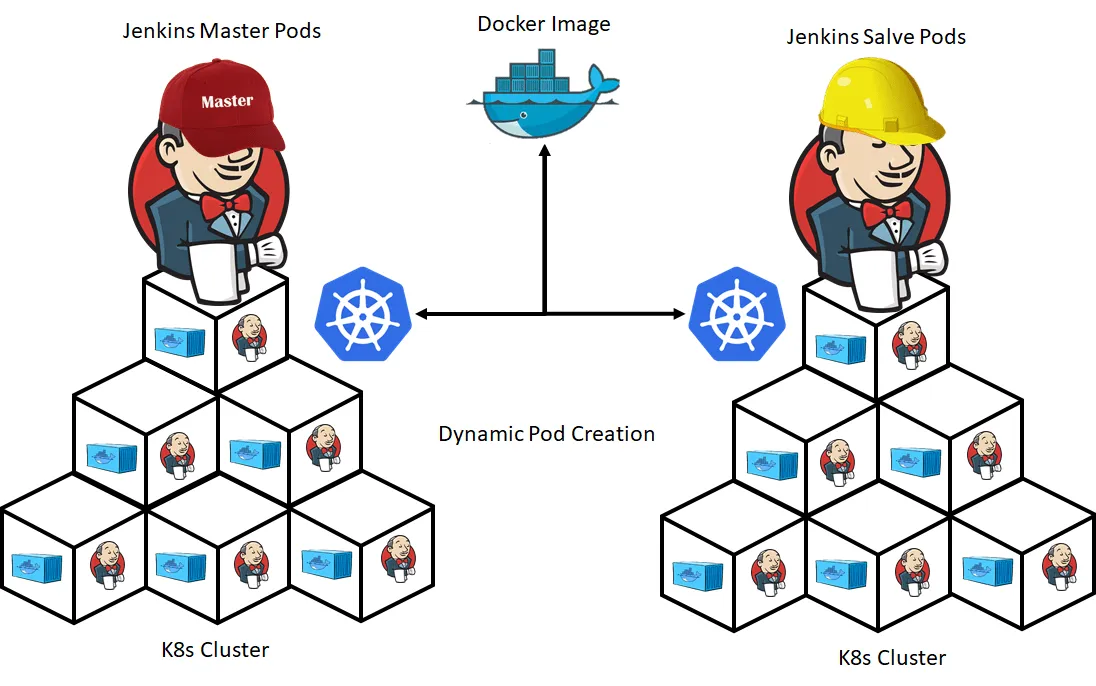 Jenkins Master Pods
Docker Image
Jenkins Salve Pods
Master
Dynamic Pod Creation
K8s Cluster
K8s Cluster